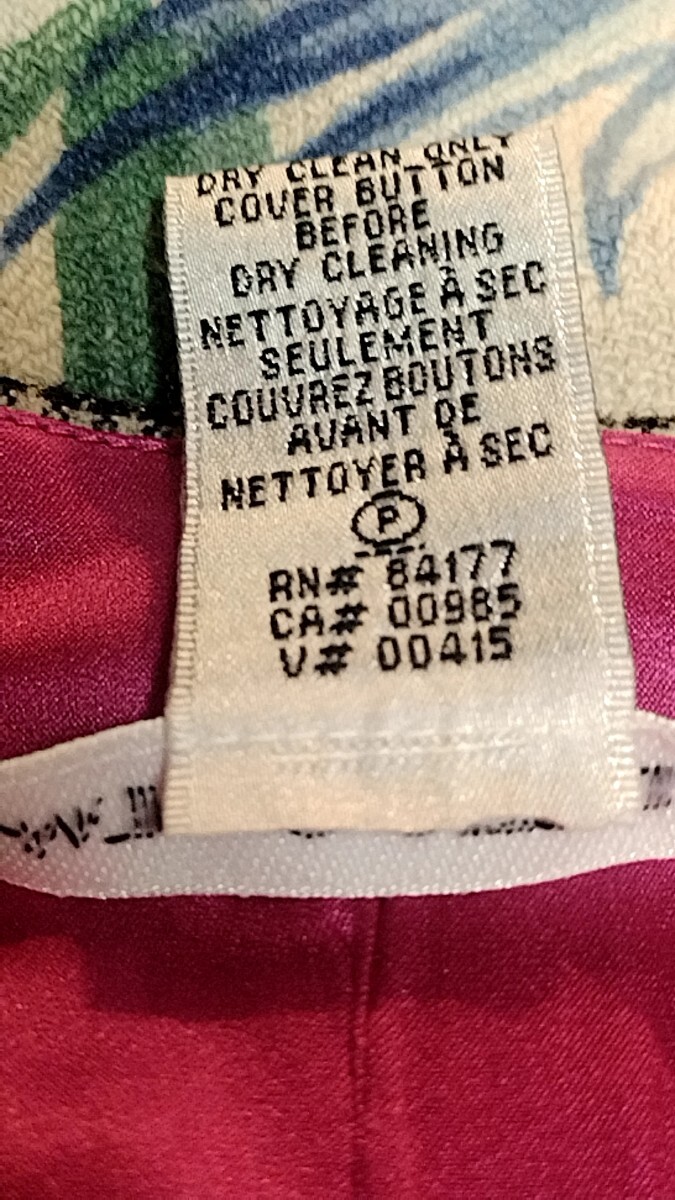 DRY CLEAN ONLY
COVER BUTTON
BEFORE
DRY CLEANING
NETTOYAGE À SEC
SEULEMENT
COUVREZ BOUTONS
AVANT DE
NETTOYER À SEC
P
RN# 84177
CA# 00985
V# 00415